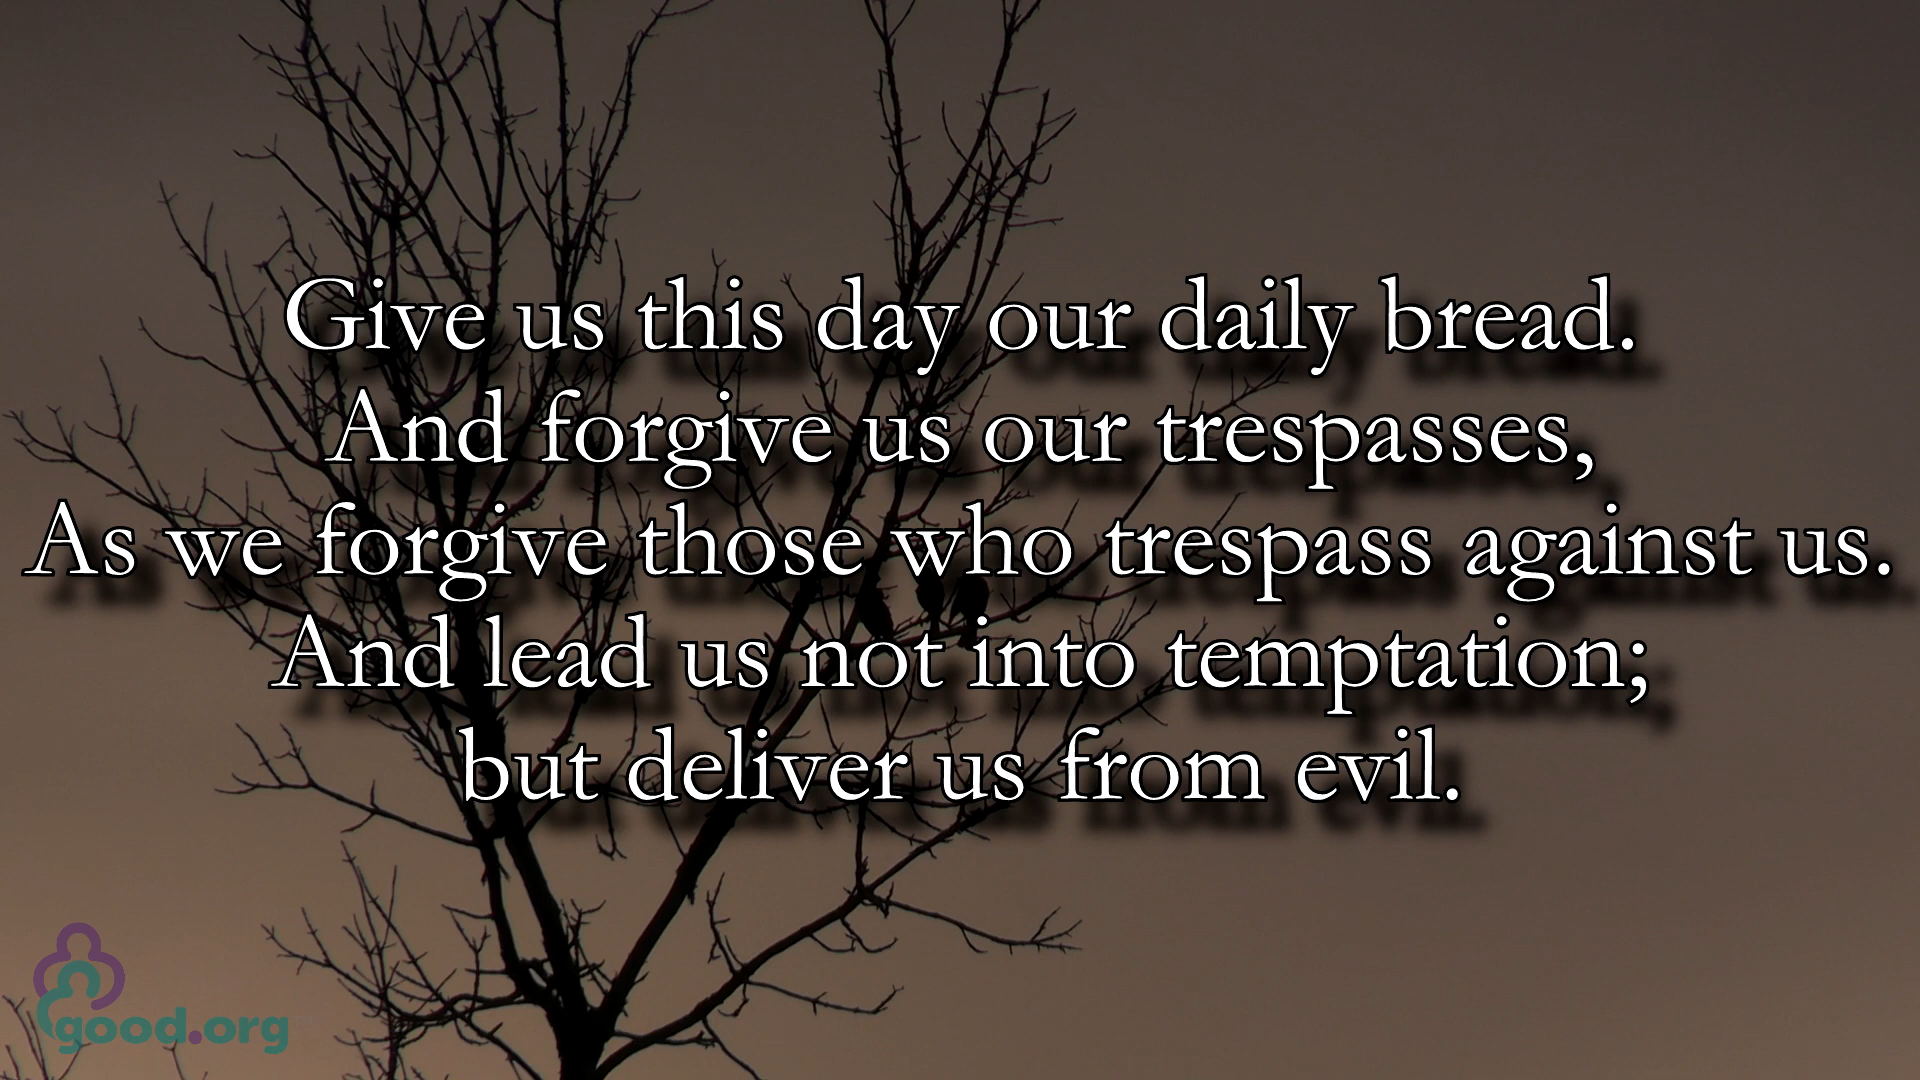 Give us this day our daily bread.
And forgive us our trespasses,
As we forgive those who trespass against us.
And lead us not into temptation;
but deliver us from evil.
good.org